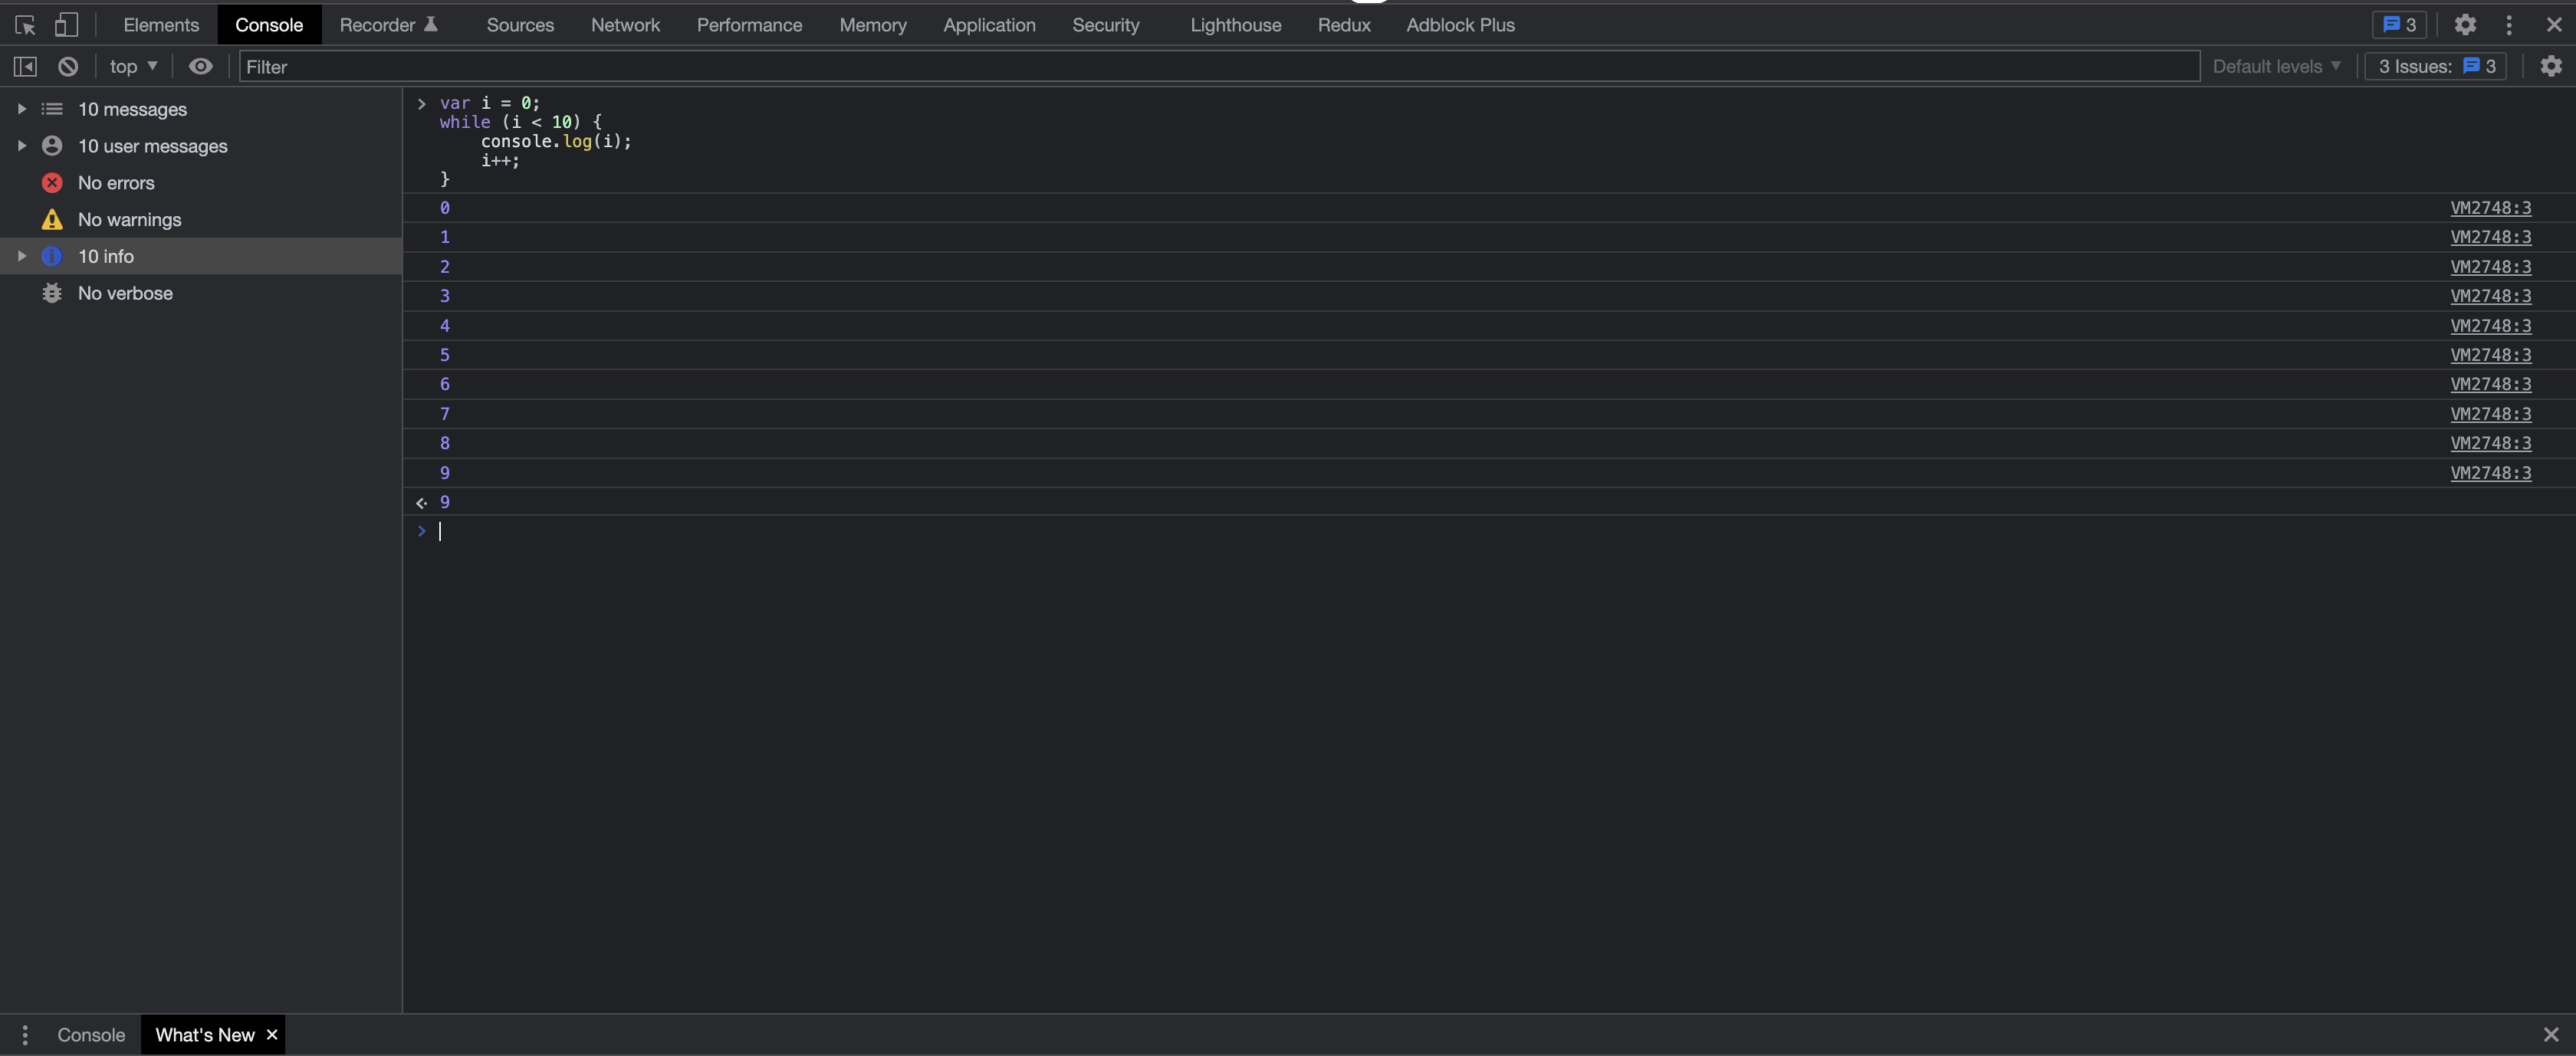 Elements Console Recorder Sources Network Performance Memory Application Security Lighthouse Redux Adblock Plus 3
top Filter Default levels 3 Issues: 3
10 messages
10 user messages
No errors
No warnings
10 info
No verbose
> var i = 0;
while (i < 10) {
    console.log(i);
    i++;
}
0 VM2748:3
1 VM2748:3
2 VM2748:3
3 VM2748:3
4 VM2748:3
5 VM2748:3
6 VM2748:3
7 VM2748:3
8 VM2748:3
9 VM2748:3
9
>
Console What's New